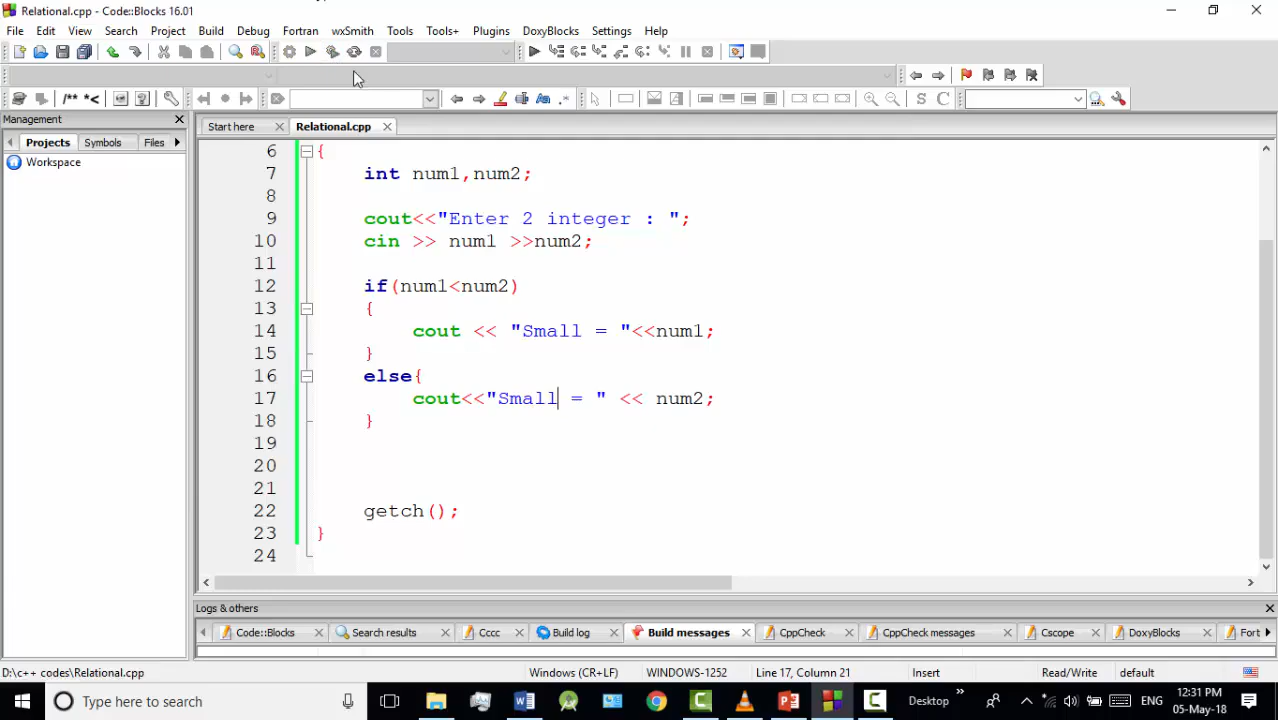 Relational.cpp - Code::Blocks 16.01
File Edit View Search Project Build Debug Fortran wxSmith Tools Tools+ Plugins DoxyBlocks Settings Help
/** *<
S C
Management
Start here Relational.cpp
Projects Symbols Files
Workspace
6 {
7 int num1,num2;
8
9 cout<<"Enter 2 integer : ";
10 cin >> num1 >>num2;
11
12 if(num1<num2)
13 {
14 cout << "Small = "<<num1;
15 }
16 else{
17 cout<<"Small = " << num2;
18 }
19
20
21
22 getch();
23 }
24
Logs & others
Code::Blocks Search results Cccc Build log Build messages CppCheck CppCheck messages Cscope DoxyBlocks Fort
D:\c++ codes\Relational.cpp Windows (CR+LF) WINDOWS-1252 Line 17, Column 21 Insert Read/Write default
Type here to search Desktop ENG 12:31 PM
05-May-18